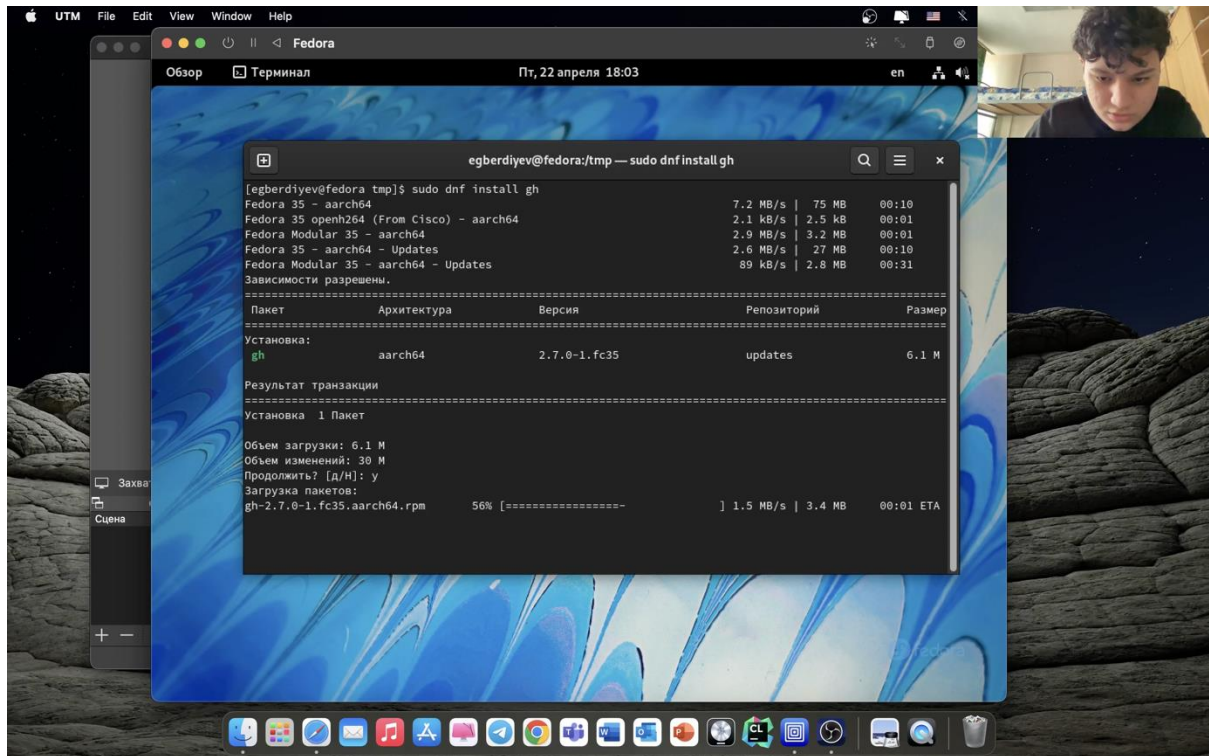 UTM File Edit View Window Help
Fedora
Обзор Терминал Пт, 22 апреля 18:03 en
egberdiyev@fedora:/tmp — sudo dnf install gh
[egberdiyev@fedora tmp]$ sudo dnf install gh
Fedora 35 - aarch64 7.2 MB/s | 75 MB 00:10
Fedora 35 openh264 (From Cisco) - aarch64 2.1 kB/s | 2.5 kB 00:01
Fedora Modular 35 - aarch64 2.9 MB/s | 3.2 MB 00:01
Fedora 35 - aarch64 - Updates 2.6 MB/s | 27 MB 00:10
Fedora Modular 35 - aarch64 - Updates 89 kB/s | 2.8 MB 00:31
Зависимости разрешены.
Пакет Архитектура Версия Репозиторий Размер
Установка:
gh aarch64 2.7.0-1.fc35 updates 6.1 M
Результат транзакции
Установка 1 Пакет
Объем загрузки: 6.1 M
Объем изменений: 30 M
Продолжить? [д/Н]: y
Загрузка пакетов:
gh-2.7.0-1.fc35.aarch64.rpm 56% [==================- ] 1.5 MB/s | 3.4 MB 00:01 ETA
Захва
Сцена
fedora
CL